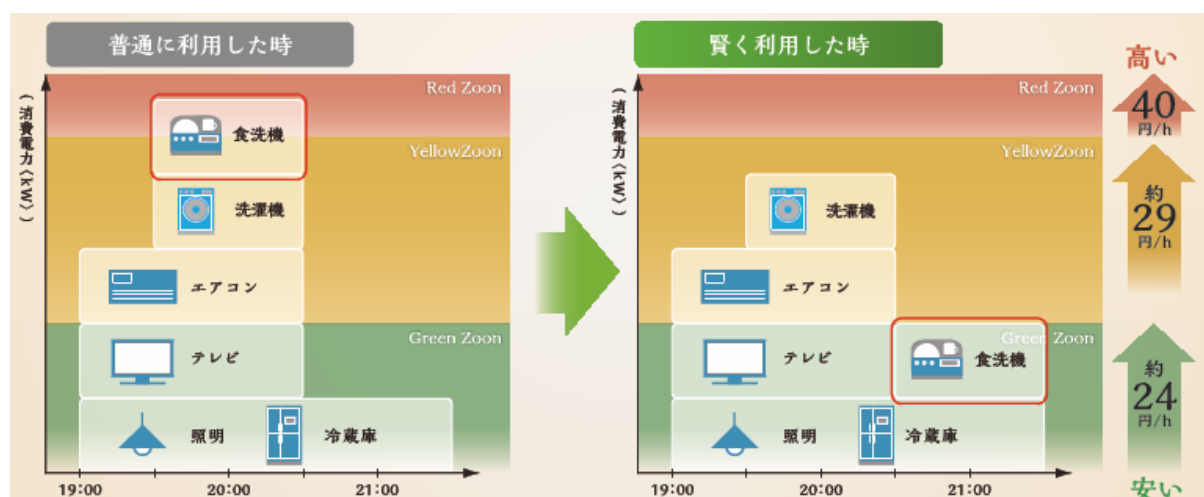 普通に利用した時
(消費電力〈kW〉)
Red Zoon
食洗機
YellowZoon
洗濯機
エアコン
Green Zoon
テレビ
照明
冷蔵庫
19:00
20:00
21:00
賢く利用した時
(消費電力〈kW〉)
Red Zoon
YellowZoon
洗濯機
エアコン
Green Zoon
テレビ
食洗機
照明
冷蔵庫
19:00
20:00
21:00
高い
40
円/h
約
29
円/h
約
24
円/h
安い